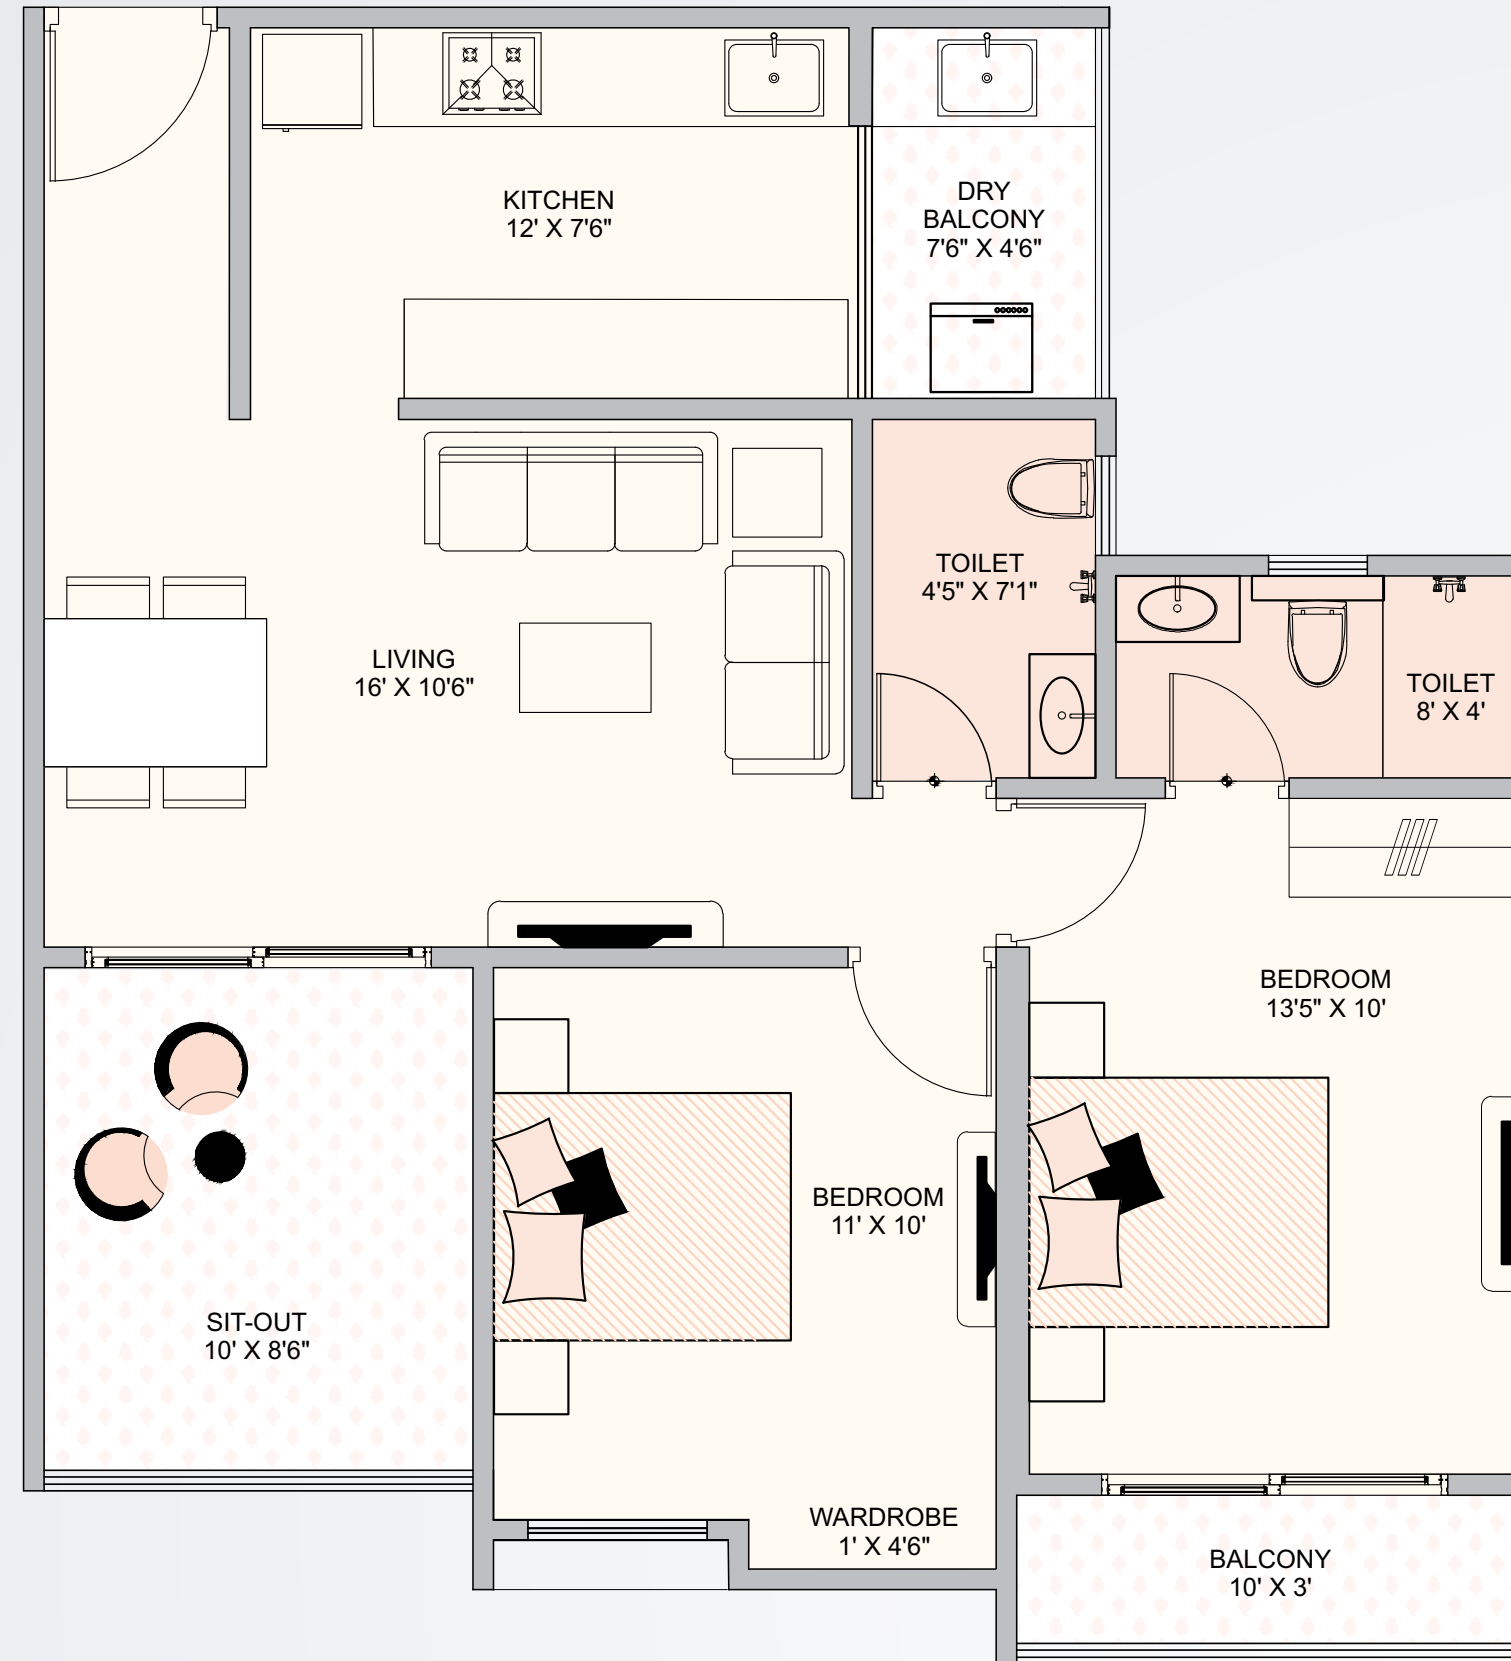 KITCHEN
12' X 7'6"
DRY
BALCONY
7'6" X 4'6"
TOILET
4'5" X 7'1"
LIVING
16' X 10'6"
TOILET
8' X 4'
BEDROOM
13'5" X 10'
BEDROOM
11' X 10'
SIT-OUT
10' X 8'6"
WARDROBE
1' X 4'6"
BALCONY
10' X 3'